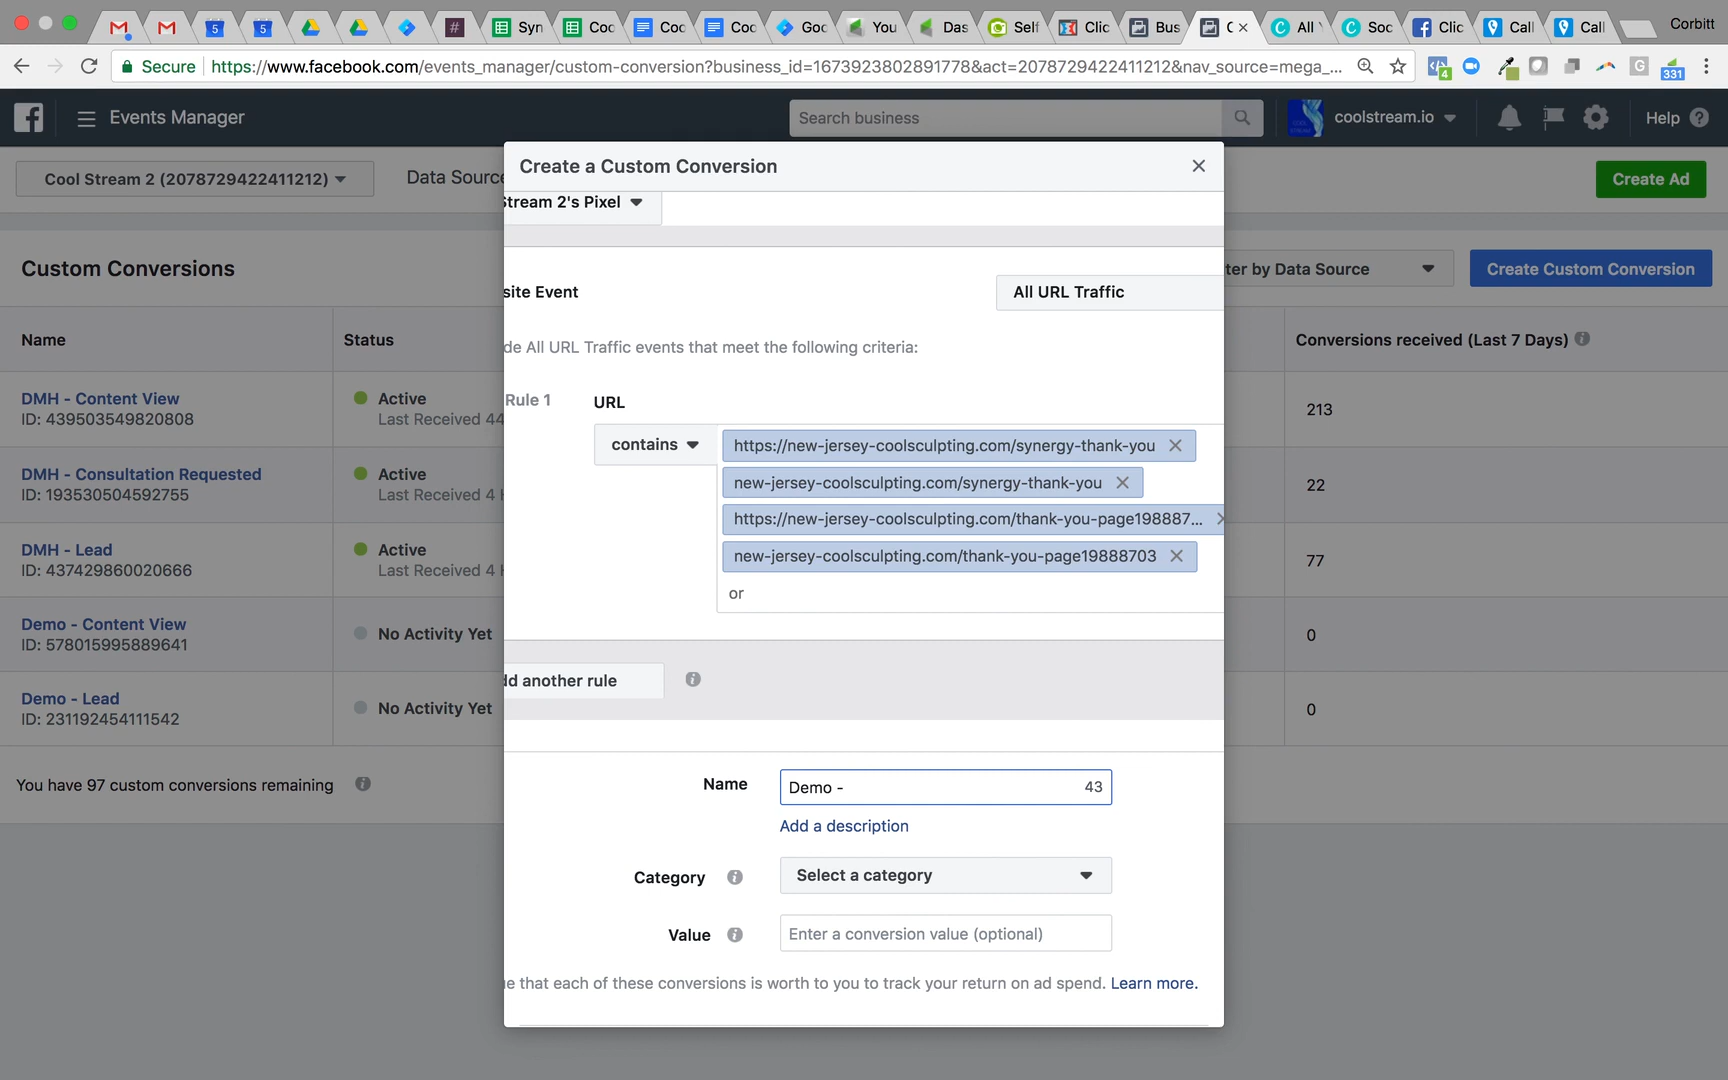 5
5
#
Syn
Coo
Coo
Coo
Goo
You
Das
Self
Clic
Bus
C
All
Soc
Clic
Call
Call
Corbitt
Secure
https://www.facebook.com/events_manager/custom-conversion?business_id=1673923802891778&act=2078729422411212&nav_source=mega_...
4
G
331
Events Manager
Search business
coolstream.io
Help
Cool Stream 2 (2078729422411212)
Data Source
Create Ad
Create a Custom Conversion
Stream 2's Pixel
Custom Conversions
ter by Data Source
Create Custom Conversion
site Event
All URL Traffic
Name
Status
Conversions received (Last 7 Days)
de All URL Traffic events that meet the following criteria:
DMH - Content View
ID: 439503549820808
Active
Last Received 44
213
Rule 1
URL
contains
https://new-jersey-coolsculpting.com/synergy-thank-you
new-jersey-coolsculpting.com/synergy-thank-you
https://new-jersey-coolsculpting.com/thank-you-page198887...
new-jersey-coolsculpting.com/thank-you-page19888703
or
DMH - Consultation Requested
ID: 193530504592755
Active
Last Received 4 H
22
DMH - Lead
ID: 437429860020666
Active
Last Received 4 H
77
Demo - Content View
ID: 578015995889641
No Activity Yet
0
dd another rule
Demo - Lead
ID: 231192454111542
No Activity Yet
0
You have 97 custom conversions remaining
Name
Demo -
43
Add a description
Category
Select a category
Value
Enter a conversion value (optional)
ue that each of these conversions is worth to you to track your return on ad spend. Learn more.